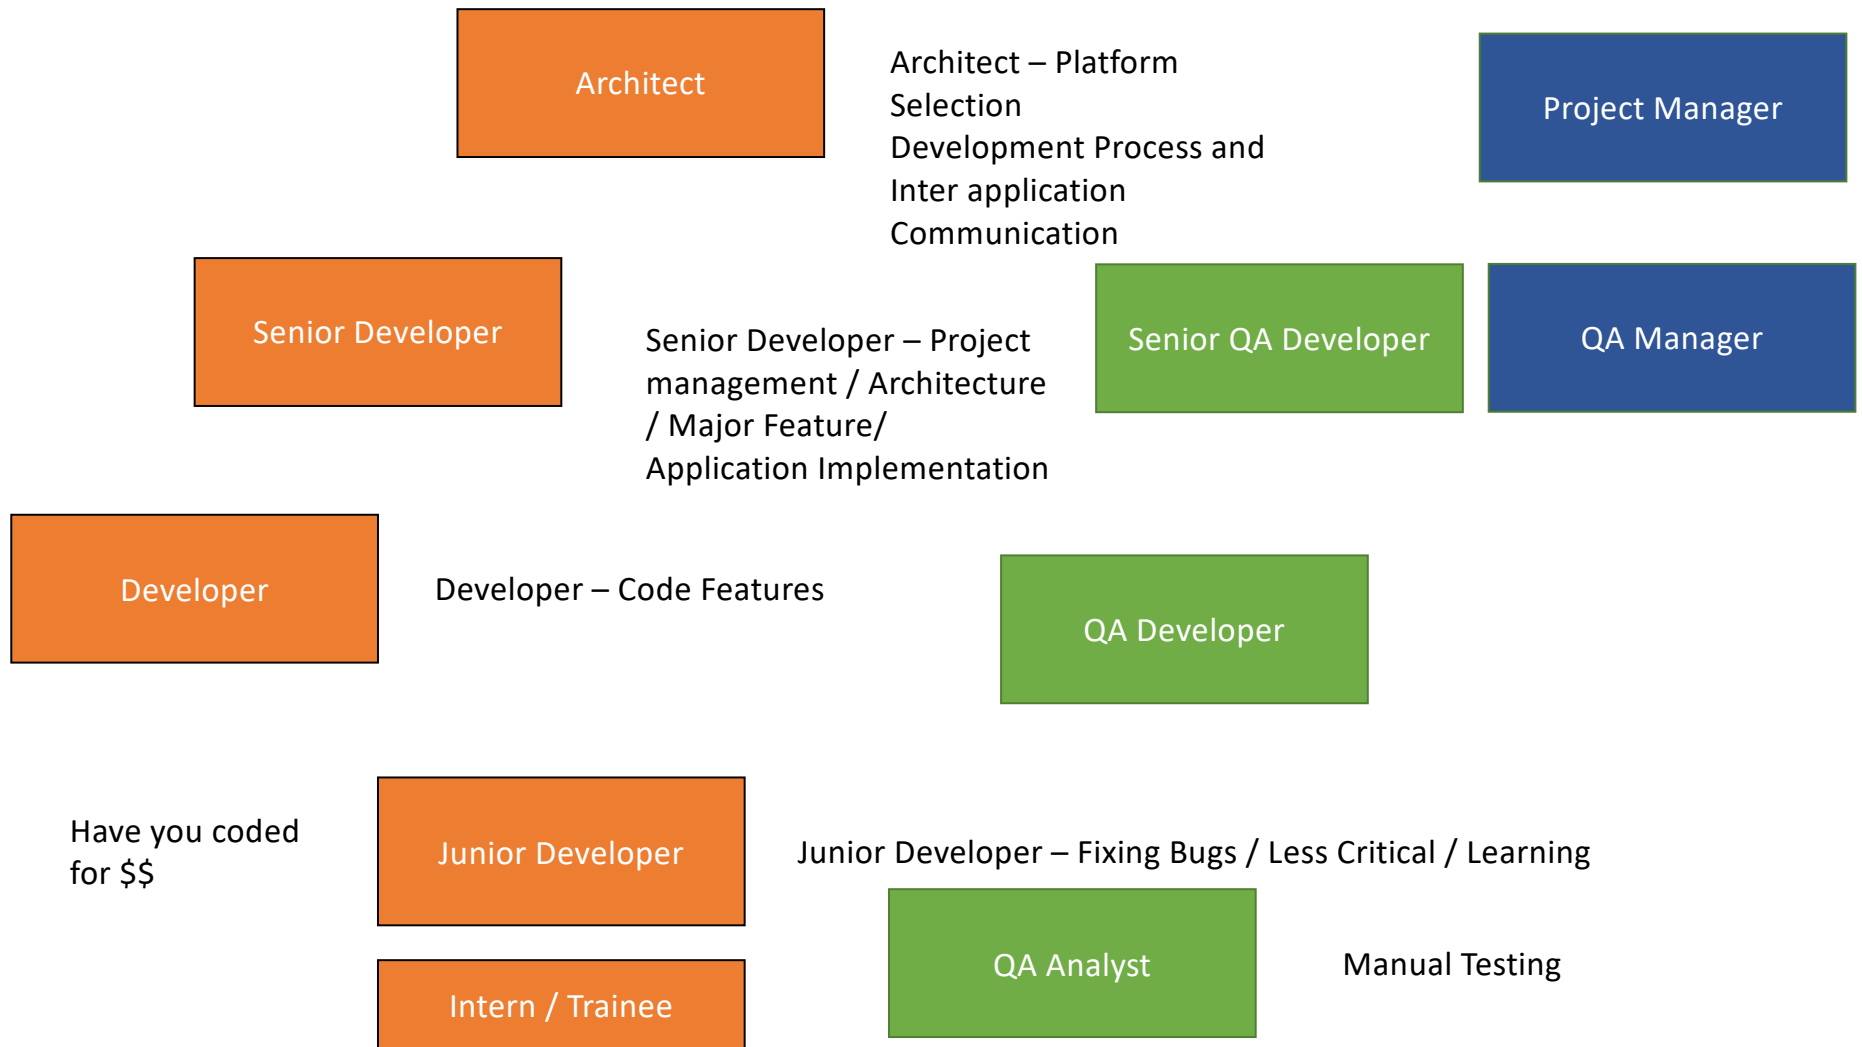 Architect
Architect – Platform
Selection
Development Process and
Inter application
Communication
Project Manager
Senior Developer
Senior Developer – Project
management / Architecture
/ Major Feature/
Application Implementation
Senior QA Developer
QA Manager
Developer
Developer – Code Features
QA Developer
Have you coded
for $$
Junior Developer
Junior Developer – Fixing Bugs / Less Critical / Learning
QA Analyst
Manual Testing
Intern / Trainee